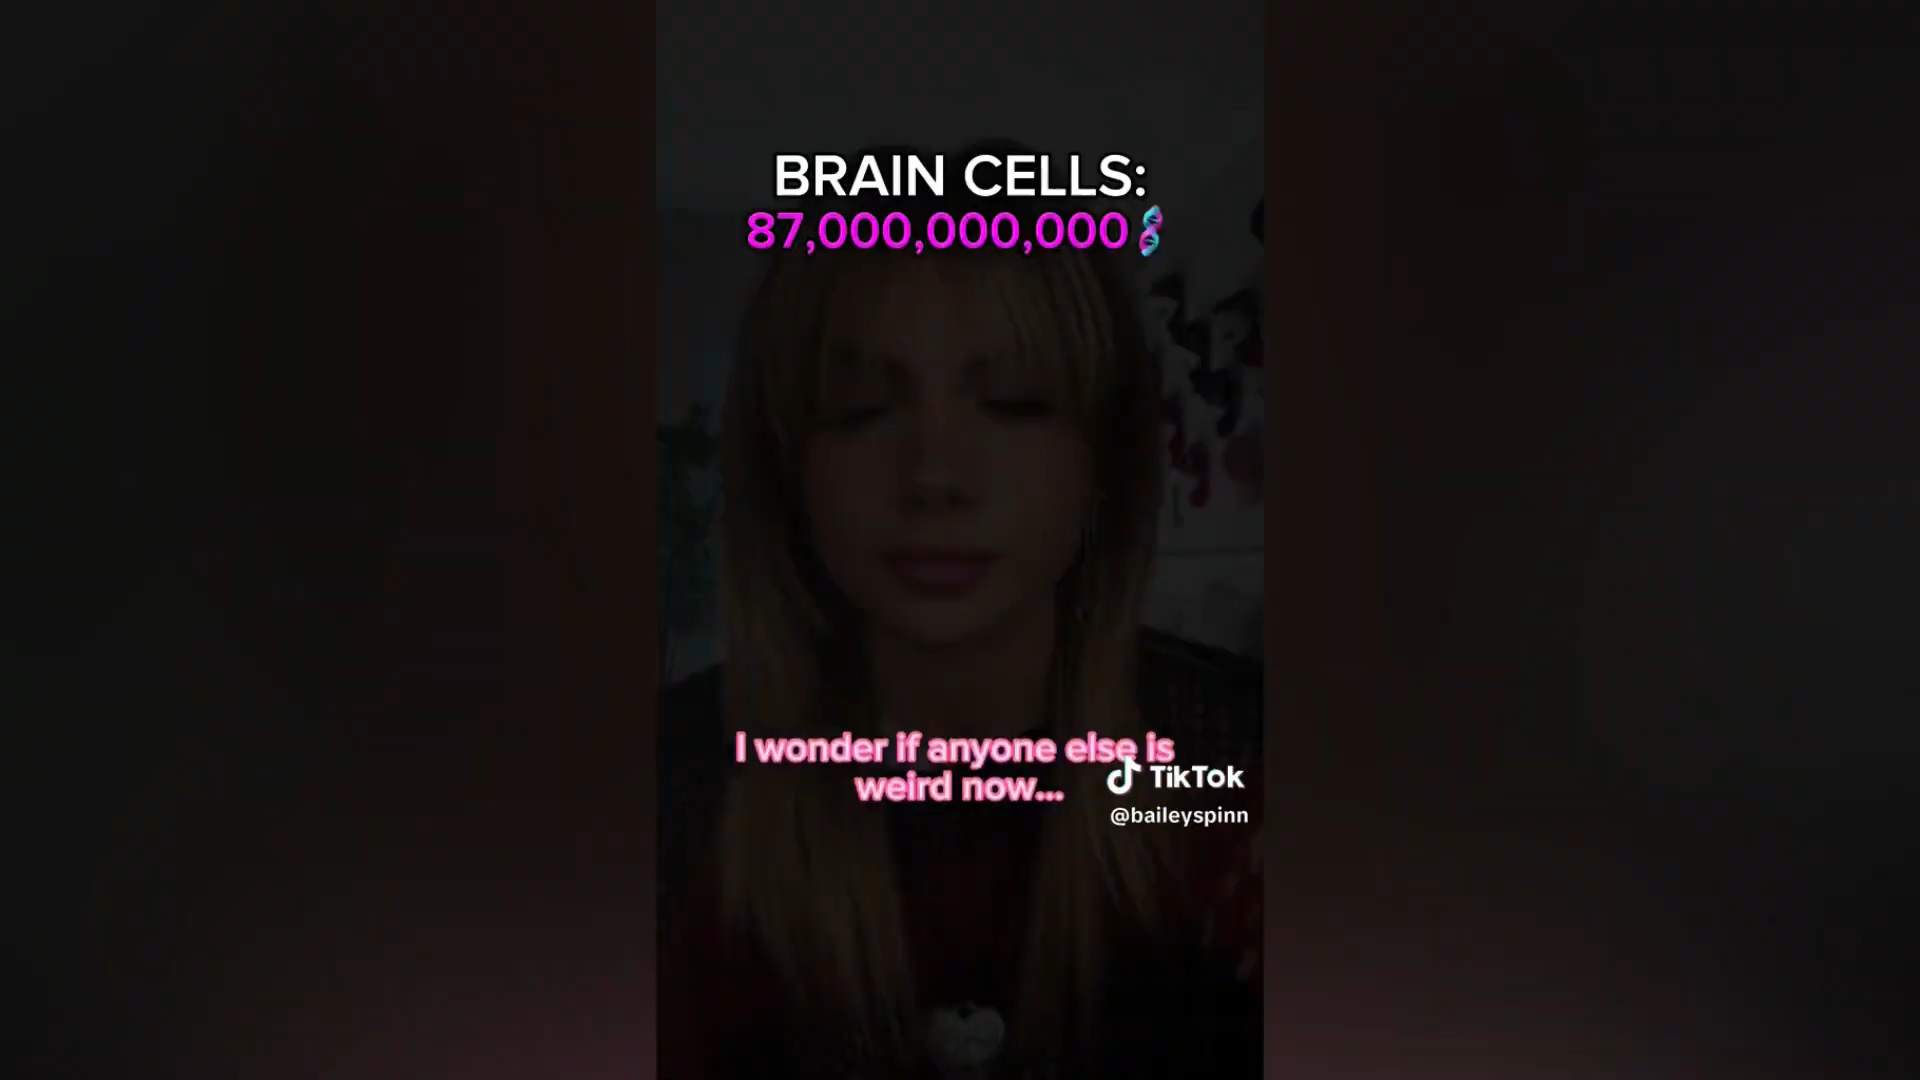 BRAIN CELLS:
87,000,000,000🧬
I wonder if anyone else is
weird now...
TikTok
@baileyspinn